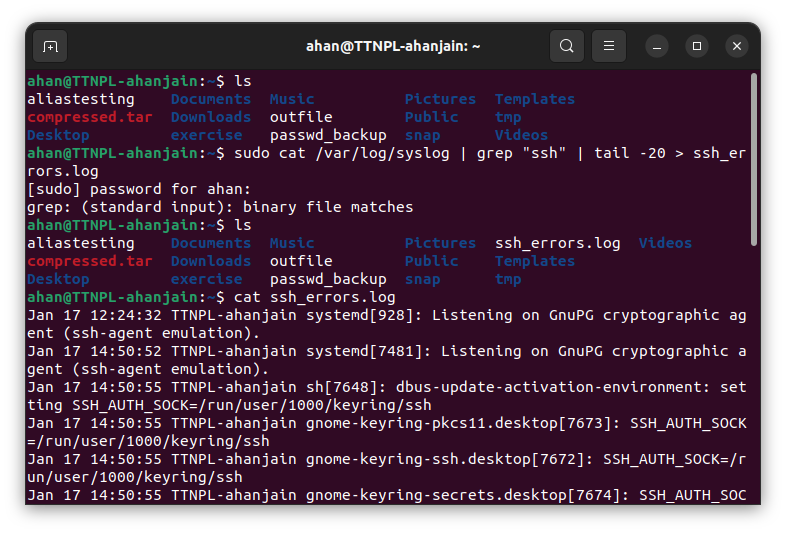 ahan@TTNPL-ahanjain: ~
ahan@TTNPL-ahanjain:~$ ls
aliastesting    Documents  Music          Pictures  Templates
compressed.tar  Downloads  outfile        Public    tmp
Desktop         exercise   passwd_backup  snap      Videos
ahan@TTNPL-ahanjain:~$ sudo cat /var/log/syslog | grep "ssh" | tail -20 > ssh_er
rors.log
[sudo] password for ahan:
grep: (standard input): binary file matches
ahan@TTNPL-ahanjain:~$ ls
aliastesting    Documents  Music          Pictures  ssh_errors.log  Videos
compressed.tar  Downloads  outfile        Public    Templates
Desktop         exercise   passwd_backup  snap      tmp
ahan@TTNPL-ahanjain:~$ cat ssh_errors.log
Jan 17 12:24:32 TTNPL-ahanjain systemd[928]: Listening on GnuPG cryptographic ag
ent (ssh-agent emulation).
Jan 17 14:50:52 TTNPL-ahanjain systemd[7481]: Listening on GnuPG cryptographic a
gent (ssh-agent emulation).
Jan 17 14:50:55 TTNPL-ahanjain sh[7648]: dbus-update-activation-environment: set
ting SSH_AUTH_SOCK=/run/user/1000/keyring/ssh
Jan 17 14:50:55 TTNPL-ahanjain gnome-keyring-pkcs11.desktop[7673]: SSH_AUTH_SOCK
=/run/user/1000/keyring/ssh
Jan 17 14:50:55 TTNPL-ahanjain gnome-keyring-ssh.desktop[7672]: SSH_AUTH_SOCK=/r
un/user/1000/keyring/ssh
Jan 17 14:50:55 TTNPL-ahanjain gnome-keyring-secrets.desktop[7674]: SSH_AUTH_SOC